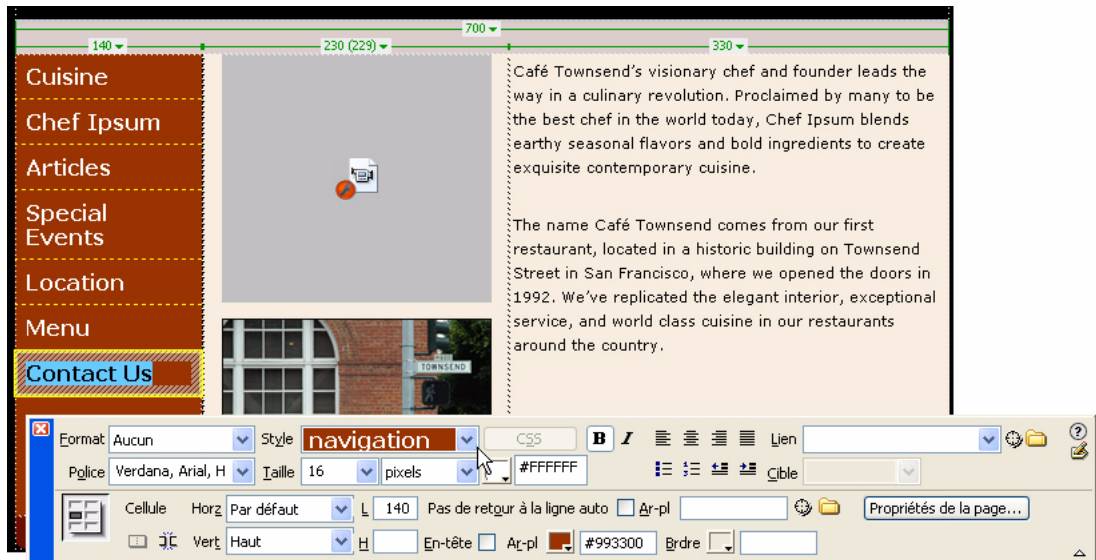 700
140
230 (229)
330
Cuisine
Chef Ipsum
Articles
Special
Events
Location
Menu
Contact Us
Café Townsend's visionary chef and founder leads the
way in a culinary revolution. Proclaimed by many to be
the best chef in the world today, Chef Ipsum blends
earthy seasonal flavors and bold ingredients to create
exquisite contemporary cuisine.
The name Café Townsend comes from our first
restaurant, located in a historic building on Townsend
Street in San Francisco, where we opened the doors in
1992. We've replicated the elegant interior, exceptional
service, and world class cuisine in our restaurants
around the country.
TOWNSEND
Format Aucun Style navigation CSS B I Lien
Police Verdana, Arial, H Taille 16 pixels #FFFFFF Cible
Cellule Horz Par défaut L 140 Pas de retour à la ligne auto Ar-pl Propriétés de la page...
Vert Haut H En-tête Ar-pl #993300 Brdre